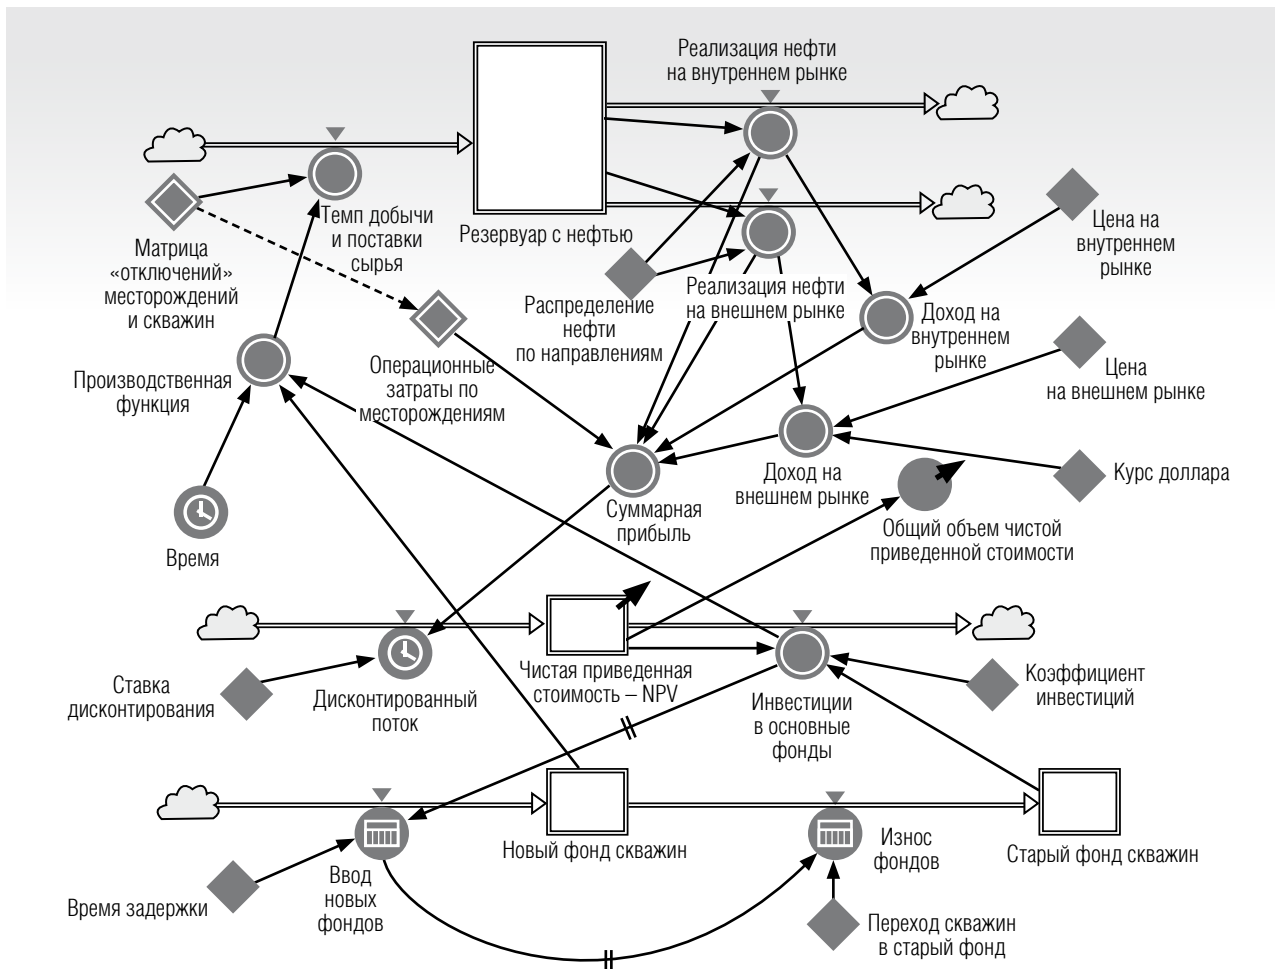 Реализация нефти
на внутреннем рынке
Темп добычи
и поставки
сырья
Резервуар с нефтью
Цена на
внутреннем
рынке
Матрица
«отключений»
месторождений
и скважин
Распределение
нефти
по направлениям
Реализация нефти
на внешнем рынке
Доход на
внутреннем
рынке
Производственная
функция
Операционные
затраты по
месторождениям
Цена
на внешнем рынке
Доход на
внешнем рынке
Курс доллара
Суммарная
прибыль
Общий объем чистой
приведенной стоимости
Время
Ставка
дисконтирования
Дисконтированный
поток
Чистая приведенная
стоимость – NPV
Инвестиции
в основные
фонды
Коэффициент
инвестиций
Новый фонд скважин
Износ
фондов
Старый фонд скважин
Время задержки
Ввод
новых
фондов
Переход скважин
в старый фонд